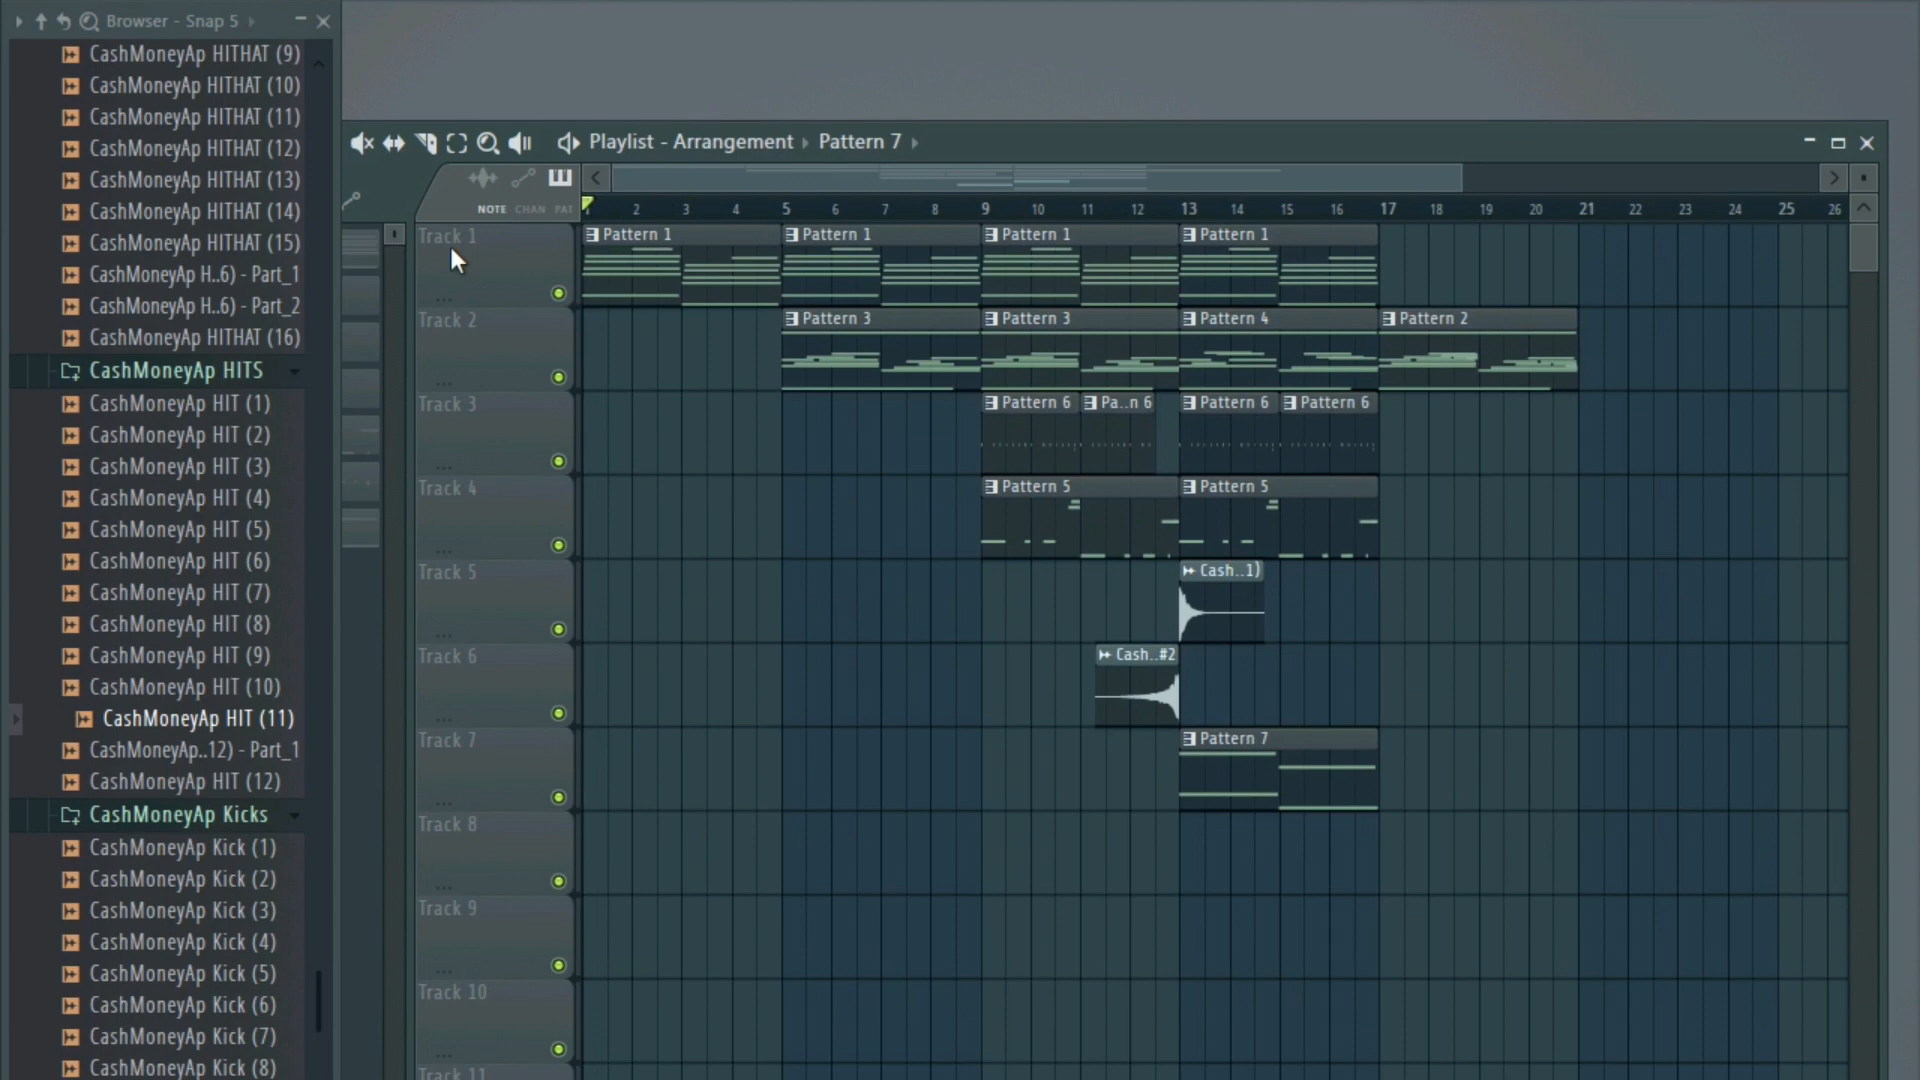 Browser - Snap 5
CashMoneyAp HITHAT (9)
CashMoneyAp HITHAT (10)
CashMoneyAp HITHAT (11)
CashMoneyAp HITHAT (12)
CashMoneyAp HITHAT (13)
CashMoneyAp HITHAT (14)
CashMoneyAp HITHAT (15)
CashMoneyAp H..6) - Part_1
CashMoneyAp H..6) - Part_2
CashMoneyAp HITHAT (16)
CashMoneyAp HITS
CashMoneyAp HIT (1)
CashMoneyAp HIT (2)
CashMoneyAp HIT (3)
CashMoneyAp HIT (4)
CashMoneyAp HIT (5)
CashMoneyAp HIT (6)
CashMoneyAp HIT (7)
CashMoneyAp HIT (8)
CashMoneyAp HIT (9)
CashMoneyAp HIT (10)
CashMoneyAp HIT (11)
CashMoneyAp..12) - Part_1
CashMoneyAp HIT (12)
CashMoneyAp Kicks
CashMoneyAp Kick (1)
CashMoneyAp Kick (2)
CashMoneyAp Kick (3)
CashMoneyAp Kick (4)
CashMoneyAp Kick (5)
CashMoneyAp Kick (6)
CashMoneyAp Kick (7)
CashMoneyAp Kick (8)
Playlist - Arrangement Pattern 7
NOTE CHAN PAT
1 2 3 4 5 6 7 8 9 10 11 12 13 14 15 16 17 18 19 20 21 22 23 24 25 26
Track 1 Pattern 1 Pattern 1 Pattern 1 Pattern 1
Track 2 Pattern 3 Pattern 3 Pattern 4 Pattern 2
Track 3 Pattern 6 Pa..n 6 Pattern 6 Pattern 6
Track 4 Pattern 5 Pattern 5
Track 5 Cash..1)
Track 6 Cash..#2
Track 7 Pattern 7
Track 8
Track 9
Track 10
Track 11